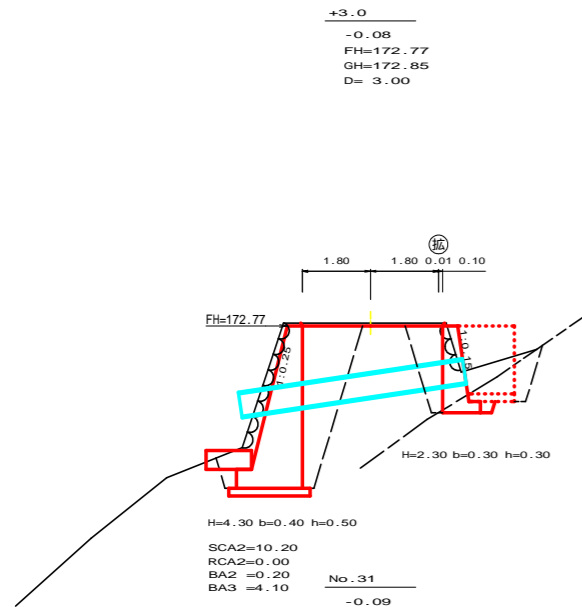 +3.0
-0.08
FH=172.77
GH=172.85
D= 3.00
拡
1.80 1.80 0.01 0.10
FH=172.77
1:0.25
1:0.15
H=2.30 b=0.30 h=0.30
H=4.30 b=0.40 h=0.50
SCA2=10.20
RCA2=0.00
BA2 =0.20
BA3 =4.10
No.31
-0.09